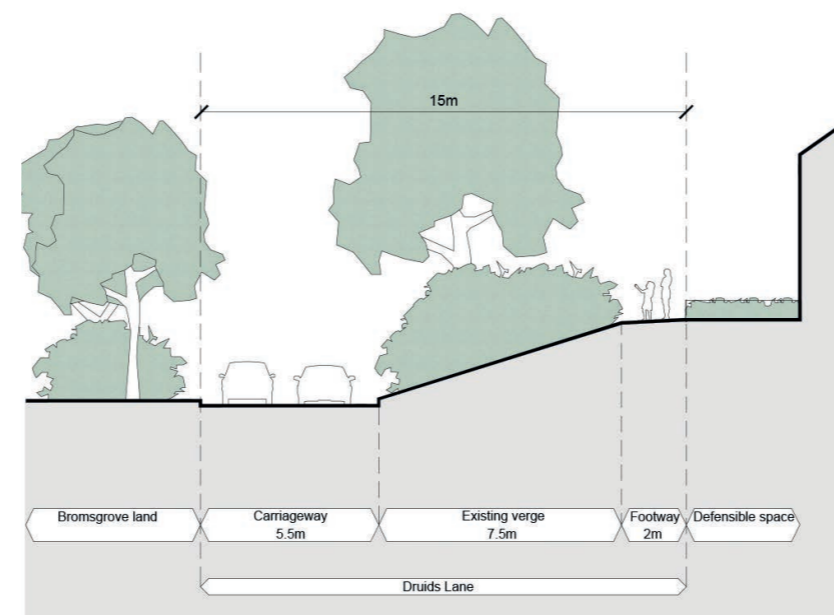 15m
Bromsgrove land
Carriageway
5.5m
Existing verge
7.5m
Footway
2m
Defensible space
Druids Lane